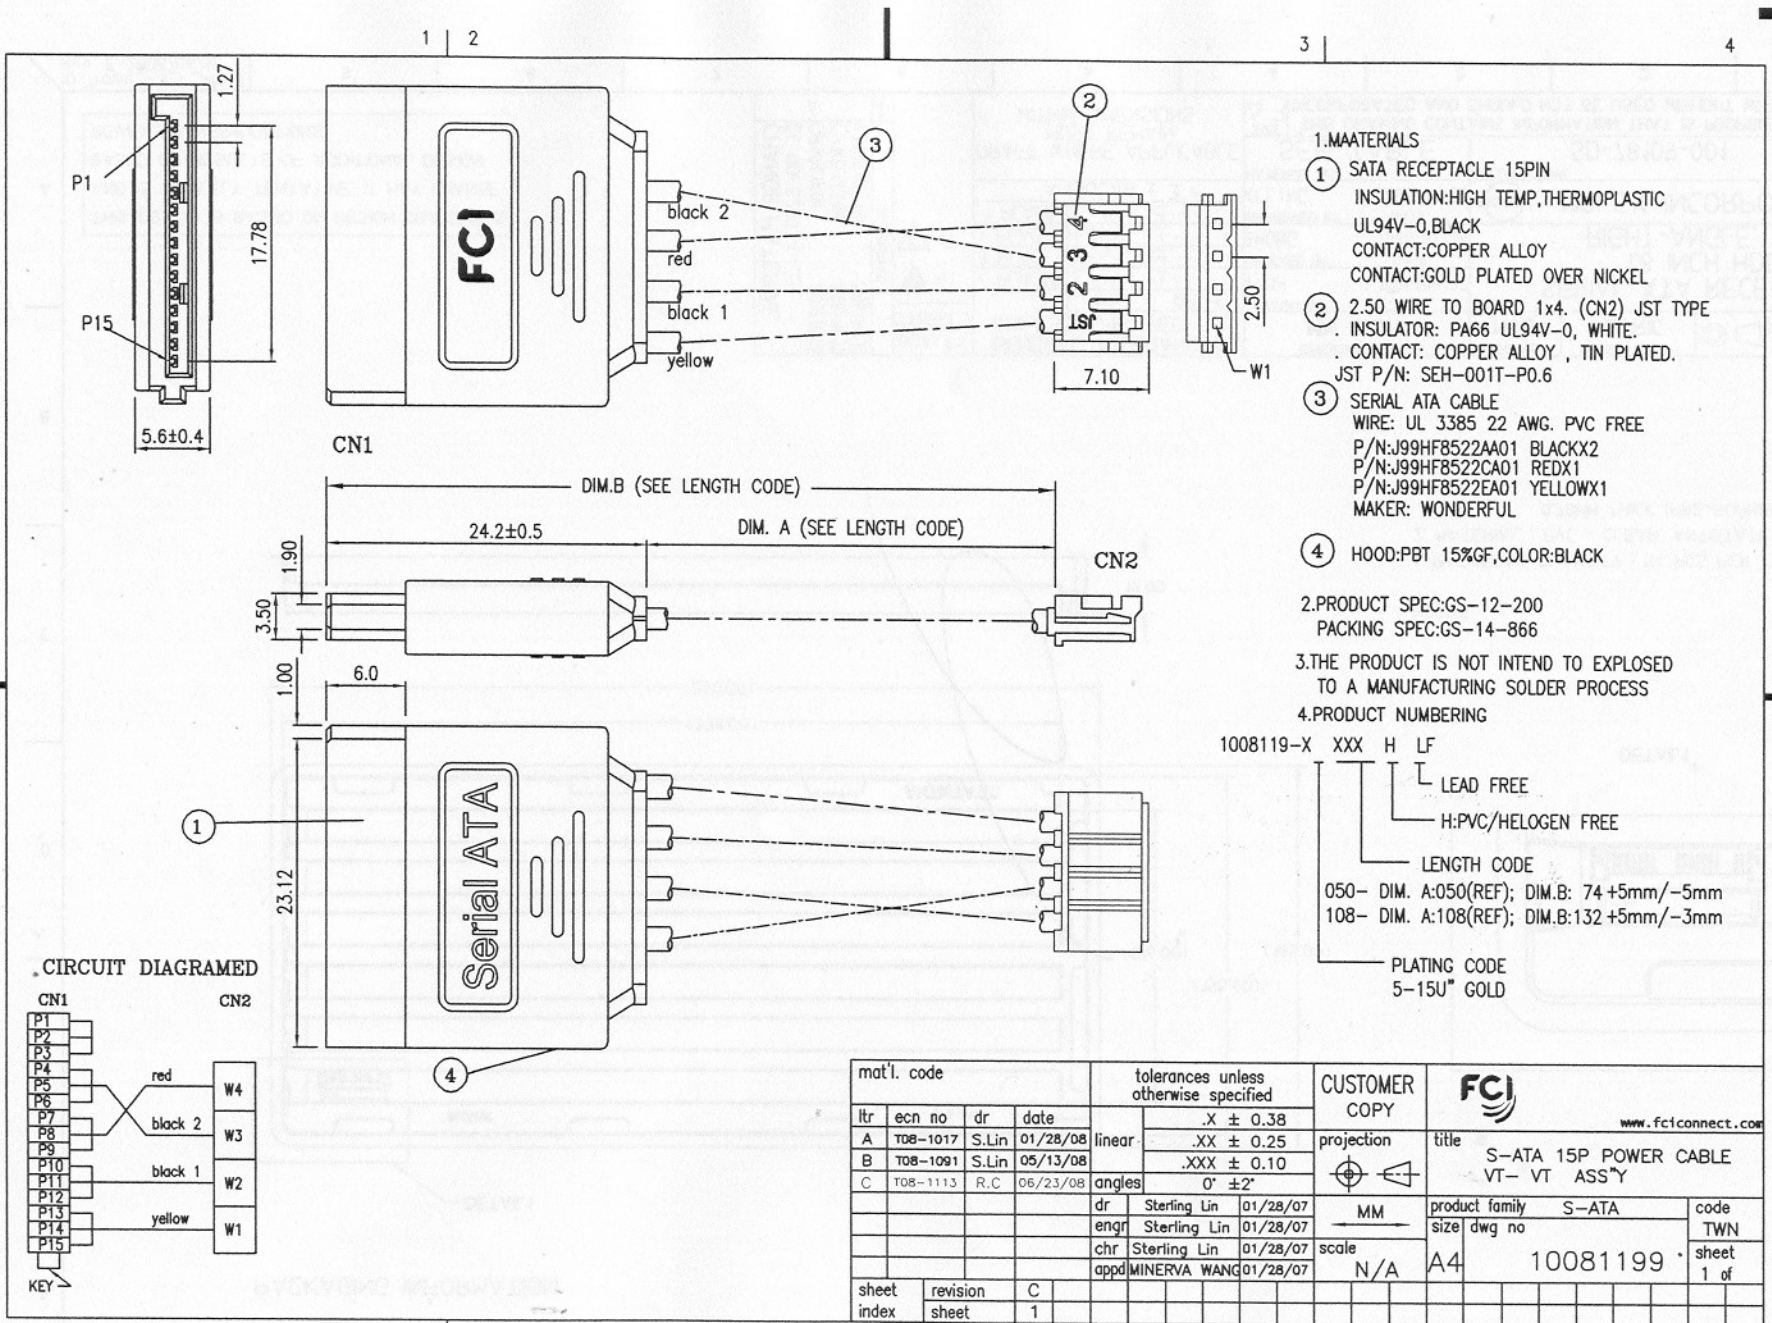 1 2 3 4
1.27
17.78
P1
P15
5.6±0.4
CN1
FCI
black 2
red
black 1
yellow
3
2
4
3
2
JST
7.10
2.50
W1
DIM.B (SEE LENGTH CODE)
24.2±0.5
DIM. A (SEE LENGTH CODE)
CN2
1.90
3.50
1.00
6.0
23.12
1
Serial ATA
4
1.MAATERIALS
1 SATA RECEPTACLE 15PIN
INSULATION:HIGH TEMP,THERMOPLASTIC
UL94V-0,BLACK
CONTACT:COPPER ALLOY
CONTACT:GOLD PLATED OVER NICKEL
2 2.50 WIRE TO BOARD 1x4. (CN2) JST TYPE
. INSULATOR: PA66 UL94V-0, WHITE.
. CONTACT: COPPER ALLOY , TIN PLATED.
JST P/N: SEH-001T-P0.6
3 SERIAL ATA CABLE
WIRE: UL 3385 22 AWG. PVC FREE
P/N:J99HF8522AA01 BLACKX2
P/N:J99HF8522CA01 REDX1
P/N:J99HF8522EA01 YELLOWX1
MAKER: WONDERFUL
4 HOOD:PBT 15%GF,COLOR:BLACK
2.PRODUCT SPEC:GS-12-200
PACKING SPEC:GS-14-866
3.THE PRODUCT IS NOT INTEND TO EXPLOSED
TO A MANUFACTURING SOLDER PROCESS
4.PRODUCT NUMBERING
1008119-X XXX H LF
LEAD FREE
H:PVC/HELOGEN FREE
LENGTH CODE
050- DIM. A:050(REF); DIM.B: 74 +5mm/-5mm
108- DIM. A:108(REF); DIM.B:132 +5mm/-3mm
PLATING CODE
5-15U" GOLD
CIRCUIT DIAGRAMED
CN1 CN2
P1
P2
P3
P4
P5
P6
P7
P8
P9
P10
P11
P12
P13
P14
P15
KEY
red W4
black 2 W3
black 1 W2
yellow W1
mat'l. code
ltr ecn no dr date
A T08-1017 S.Lin 01/28/08
B T08-1091 S.Lin 05/13/08
C T08-1113 R.C 06/23/08
sheet index
revision C
sheet 1
tolerances unless
otherwise specified
linear
.X ± 0.38
.XX ± 0.25
.XXX ± 0.10
angles 0° ±2°
dr Sterling Lin 01/28/07
engr Sterling Lin 01/28/07
chr Sterling Lin 01/28/07
appd MINERVA WANG 01/28/07
CUSTOMER
COPY
projection
MM
scale
N/A
FCI
www.fciconnect.com
title
S-ATA 15P POWER CABLE
VT- VT ASS"Y
product family S-ATA
code
TWN
size A4
dwg no
10081199
sheet
1 of